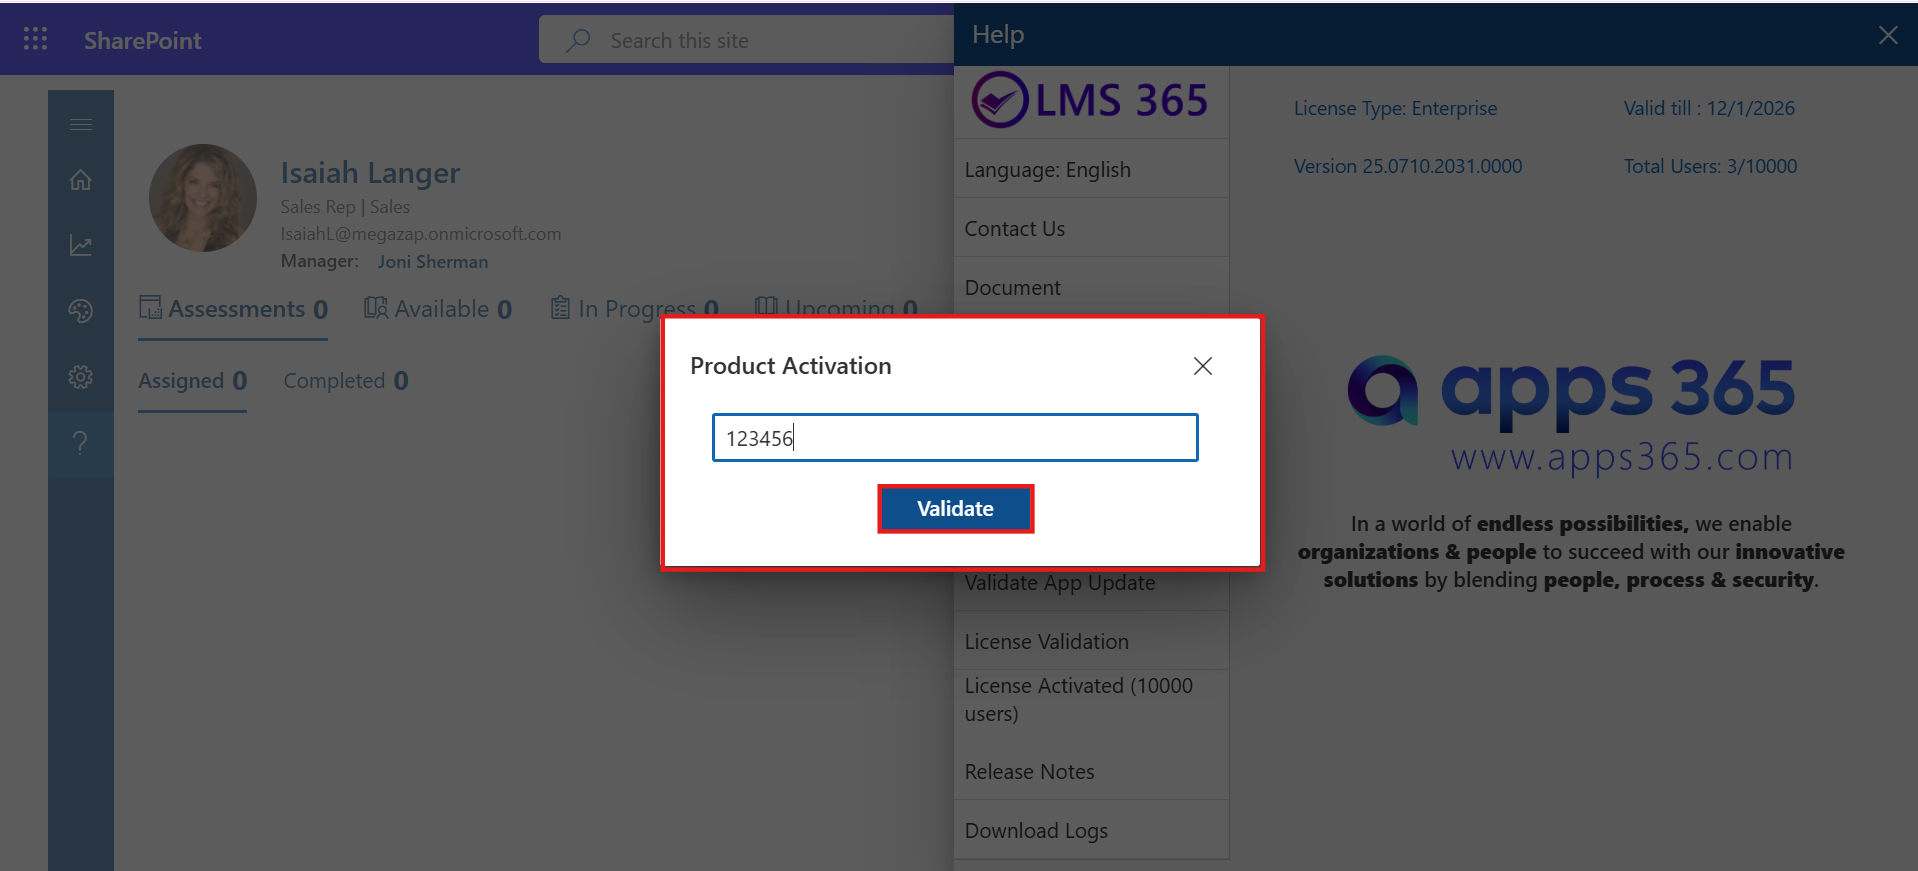 SharePoint
Search this site
Help
LMS 365
License Type: Enterprise
Valid till : 12/1/2026
Version 25.0710.2031.0000
Total Users: 3/10000
Isaiah Langer
Sales Rep | Sales
IsaiahL@megazap.onmicrosoft.com
Manager: Joni Sherman
Assessments 0
Available 0
In Progress 0
Upcoming 0
Assigned 0
Completed 0
Language: English
Contact Us
Document
Product Activation
123456
Validate
Validate App Update
License Validation
License Activated (10000
users)
Release Notes
Download Logs
apps 365
www.apps365.com
In a world of endless possibilities, we enable
organizations & people to succeed with our innovative
solutions by blending people, process & security.